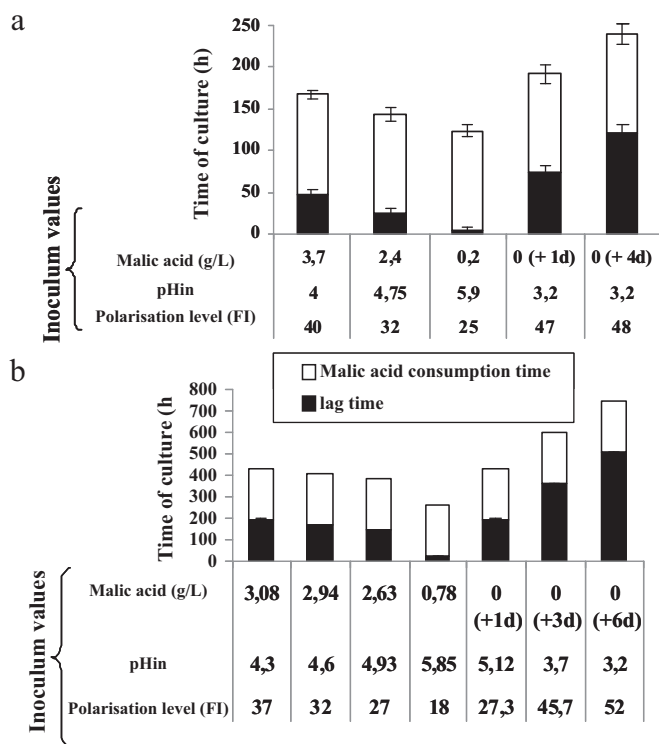 a
Time of culture (h)
250
200
150
100
50
0
Inoculum values
Malic acid (g/L) 3,7 2,4 0,2 0 (+ 1d) 0 (+ 4d)
pHin 4 4,75 5,9 3,2 3,2
Polarisation level (FI) 40 32 25 47 48
b
Malic acid consumption time
lag time
Time of culture (h
800
700
600
500
400
300
200
100
0
Inoculum values
Malic acid (g/L) 3,08 2,94 2,63 0,78 0 0 0
(+1d) (+3d) (+6d)
pHin 4,3 4,6 4,93 5,85 5,12 3,7 3,2
Polarisation level (FI) 37 32 27 18 27,3 45,7 52